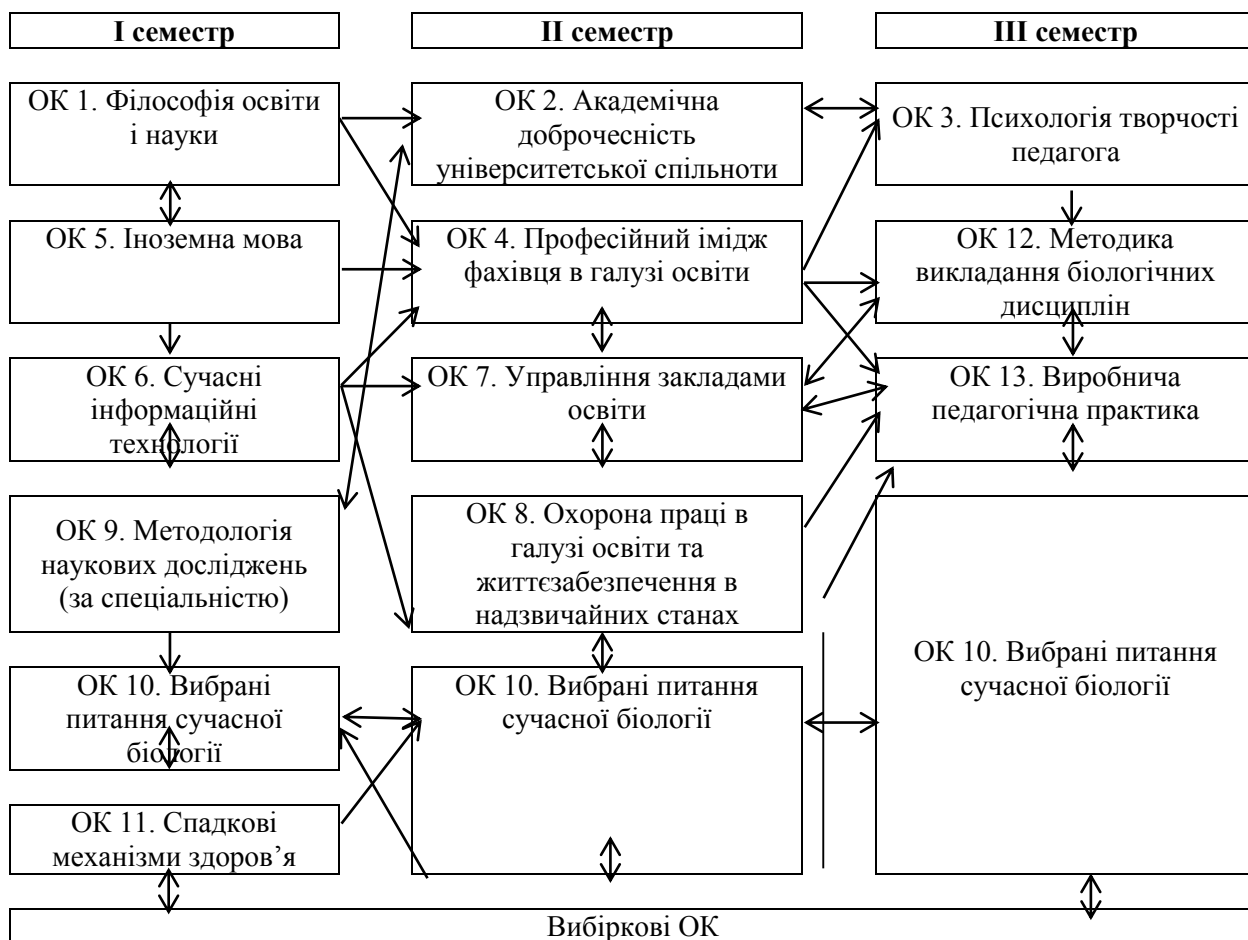 І семестр
ІІ семестр
ІІІ семестр
ОК 1. Філософія освіти
і науки
ОК 2. Академічна
доброчесність
університетської спільноти
ОК 3. Психологія творчості
педагога
ОК 5. Іноземна мова
ОК 4. Професійний імідж
фахівця в галузі освіти
ОК 12. Методика
викладання біологічних
дисциплін
ОК 6. Сучасні
інформаційні
технології
ОК 7. Управління закладами
освіти
ОК 13. Виробнича
педагогічна практика
ОК 9. Методологія
наукових досліджень
(за спеціальністю)
ОК 8. Охорона праці в
галузі освіти та
життєзабезпечення в
надзвичайних станах
ОК 10. Вибрані
питання сучасної
біології
ОК 10. Вибрані питання
сучасної біології
ОК 10. Вибрані питання
сучасної біології
ОК 11. Спадкові
механізми здоров’я
Вибіркові ОК